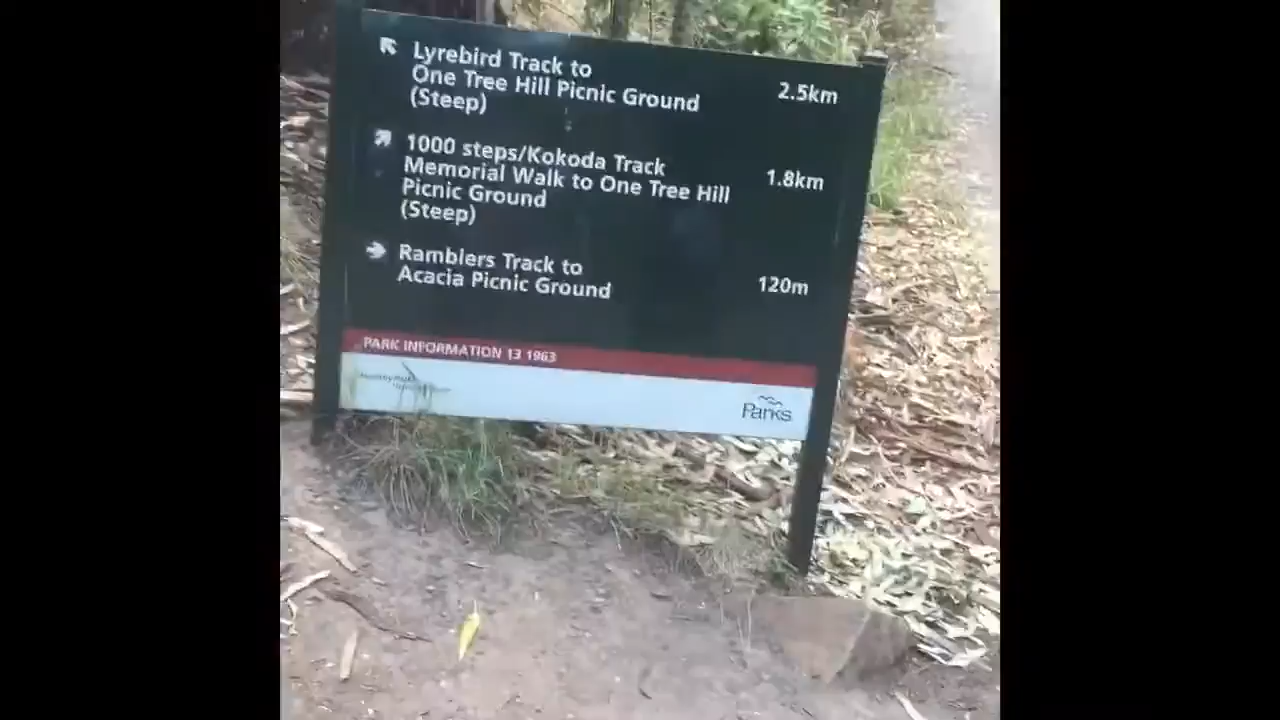 Lyrebird Track to
One Tree Hill Picnic Ground
(Steep)
2.5km
1000 steps/Kokoda Track
Memorial Walk to One Tree Hill
Picnic Ground
(Steep)
1.8km
Ramblers Track to
Acacia Picnic Ground
120m
PARK INFORMATION 13 1963
Parks